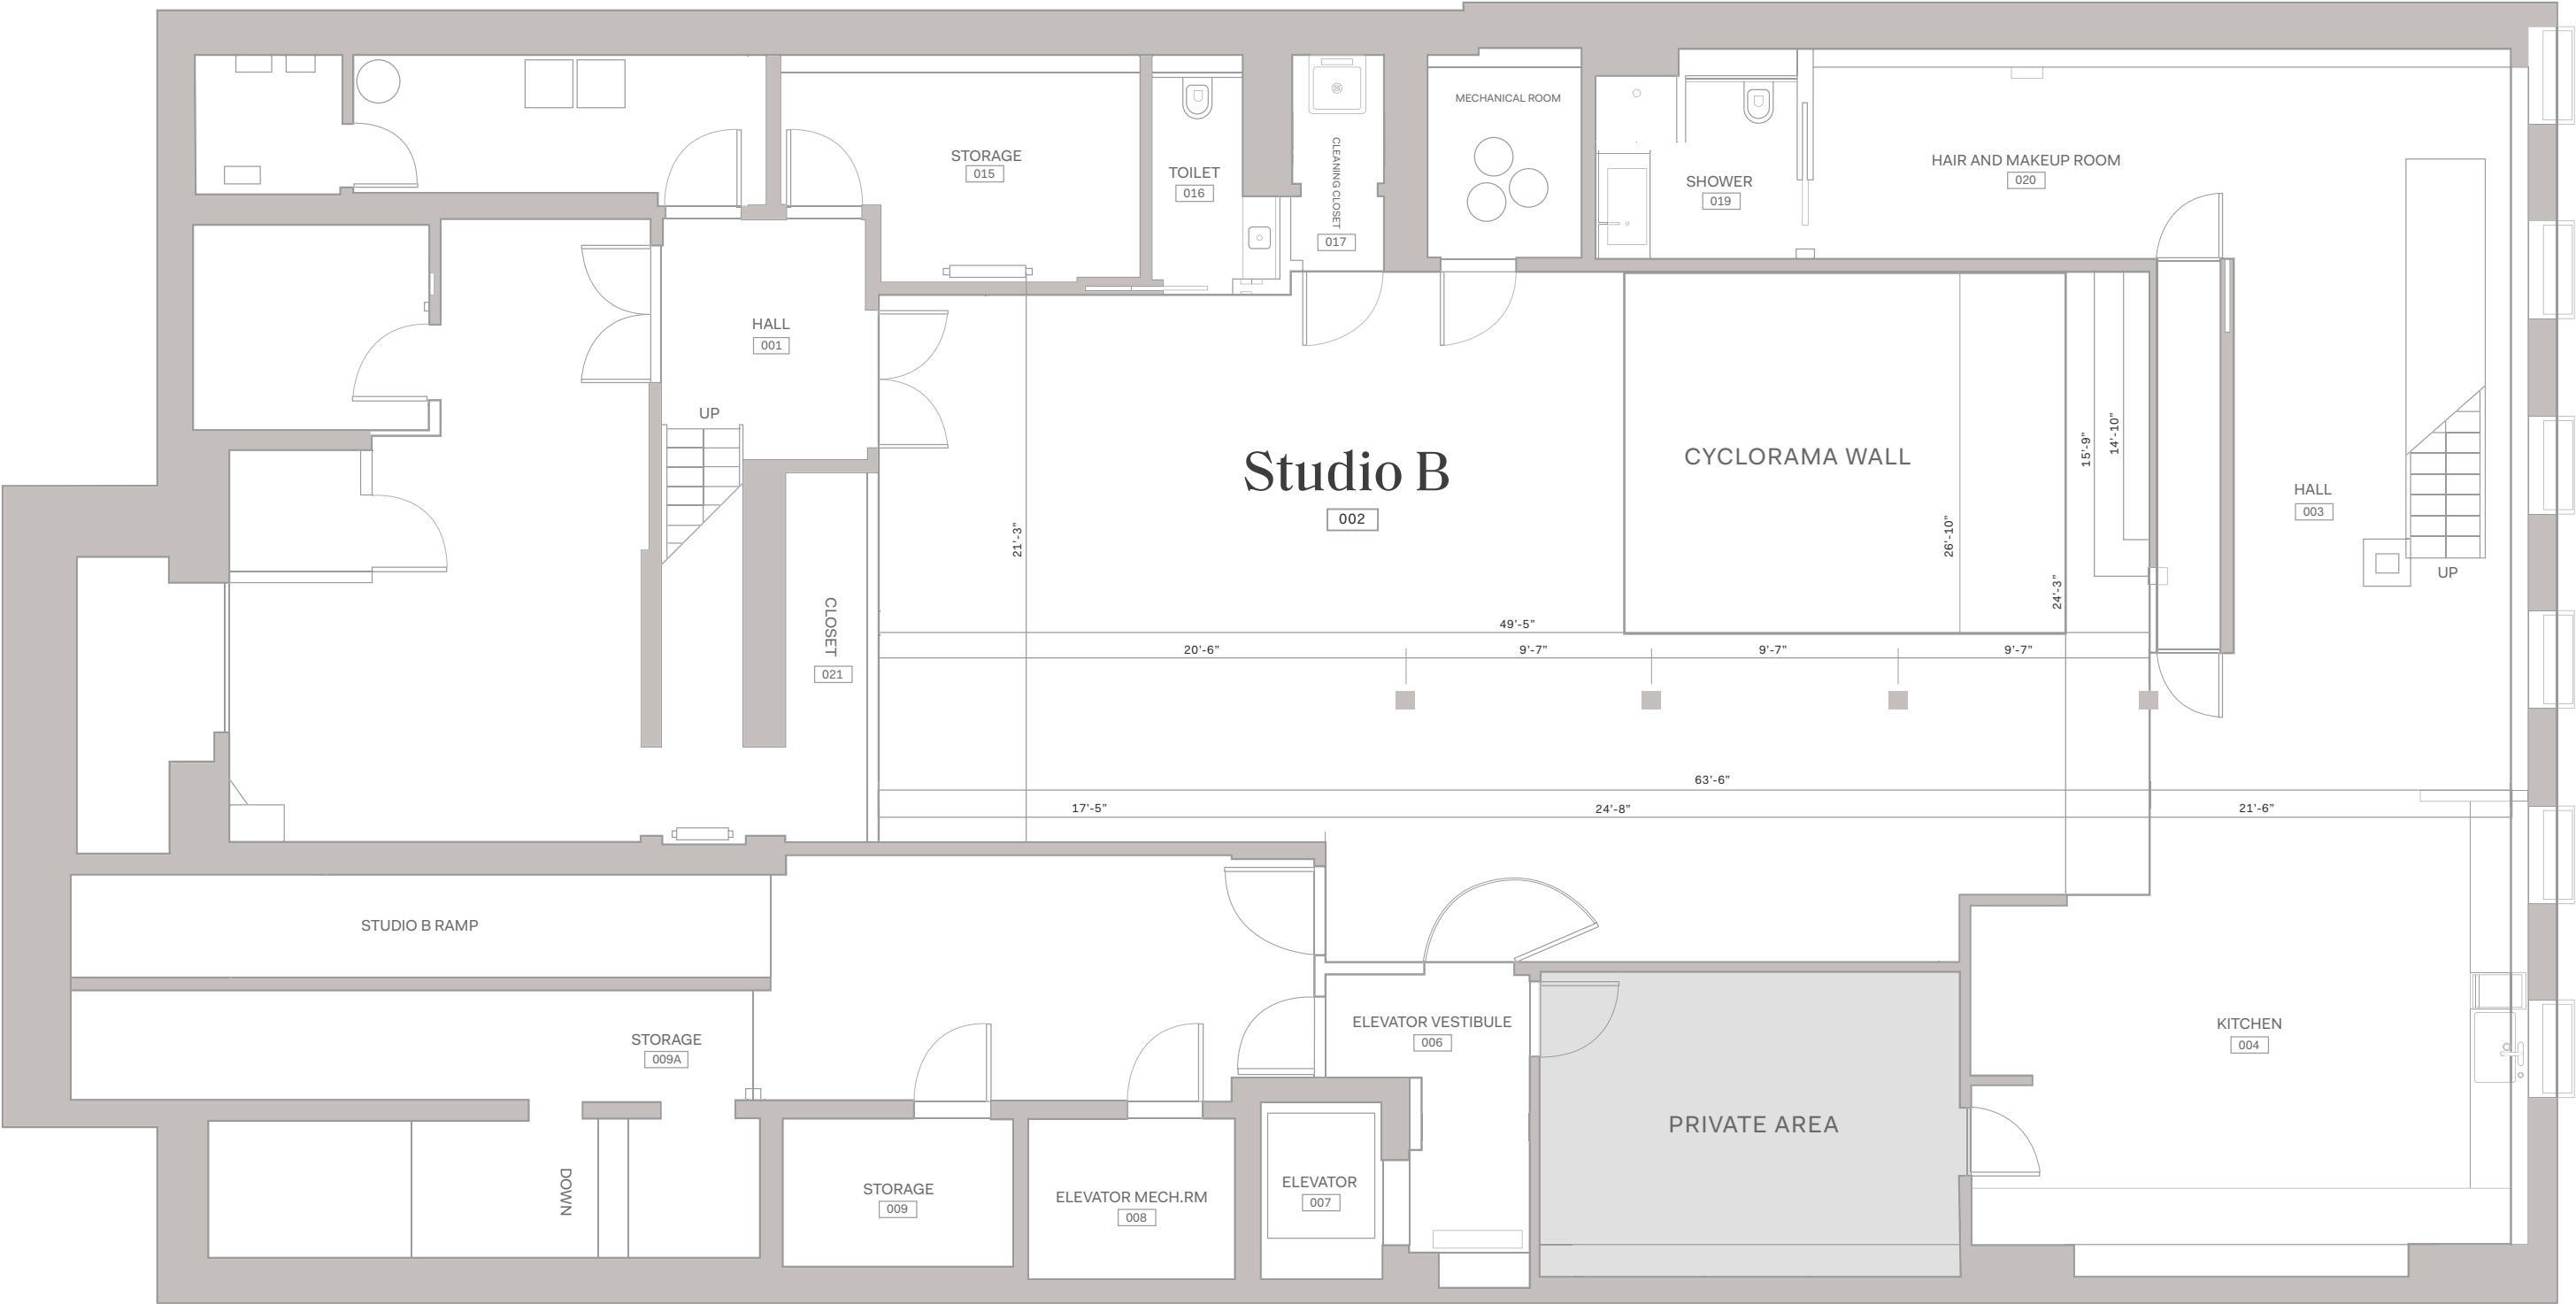 MECHANICAL ROOM
STORAGE
015
TOILET
016
CLEANING CLOSET
017
SHOWER
019
HAIR AND MAKEUP ROOM
020
HALL
001
UP
Studio B
002
CYCLORAMA WALL
15'-9"
14'-10"
HALL
003
UP
21'-3"
26'-10"
24'-3"
CLOSET
021
49'-5"
20'-6"
9'-7"
9'-7"
9'-7"
63'-6"
17'-5"
24'-8"
21'-6"
STUDIO B RAMP
STORAGE
009A
ELEVATOR VESTIBULE
006
KITCHEN
004
PRIVATE AREA
DOWN
STORAGE
009
ELEVATOR MECH.RM
008
ELEVATOR
007